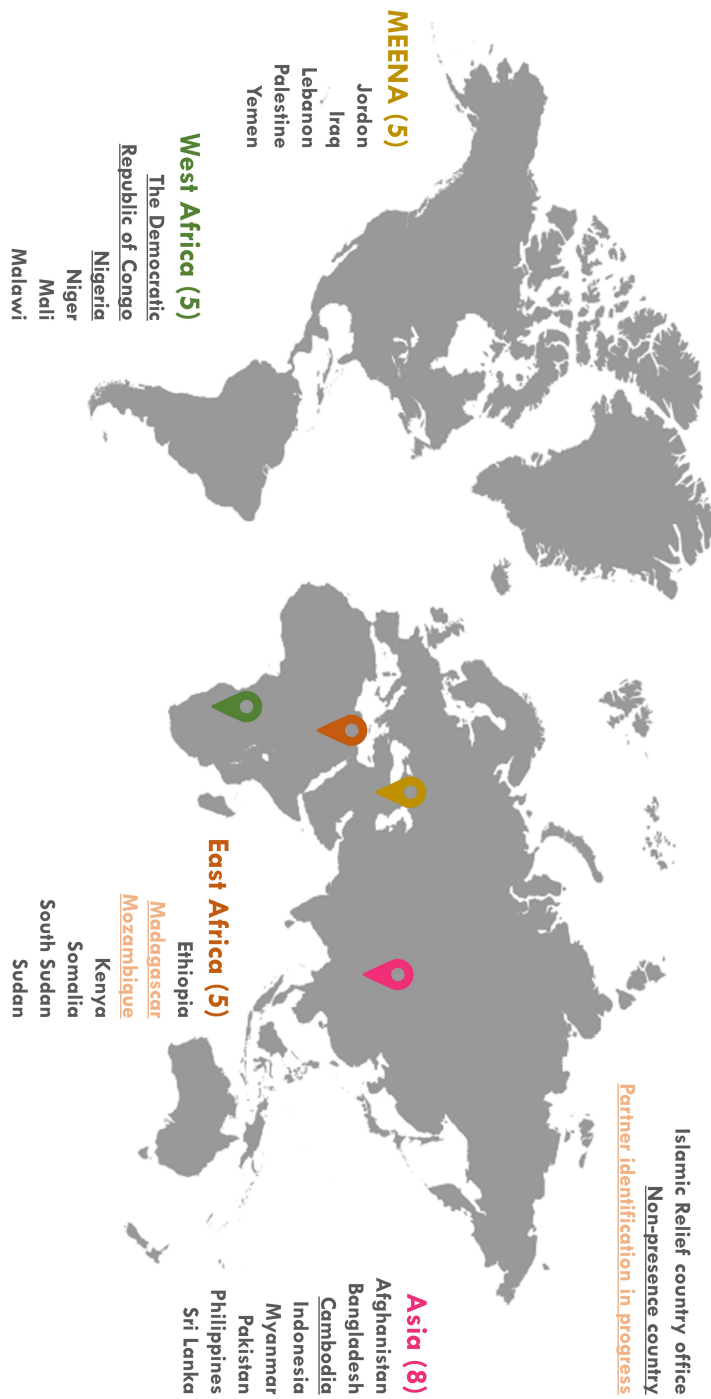 Islamic Relief country office
Non-presence country
Partner identification in progress
MEENA (5)
Jordon
Iraq
Lebanon
Palestine
Yemen
Asia (8)
Afghanistan
Bangladesh
Cambodia
Indonesia
Myanmar
Pakistan
Philippines
Sri Lanka
West Africa (5)
The Democratic
Republic of Congo
Nigeria
Niger
Mali
Malawi
East Africa (5)
Ethiopia
Madagascar
Mozambique
Kenya
Somalia
South Sudan
Sudan